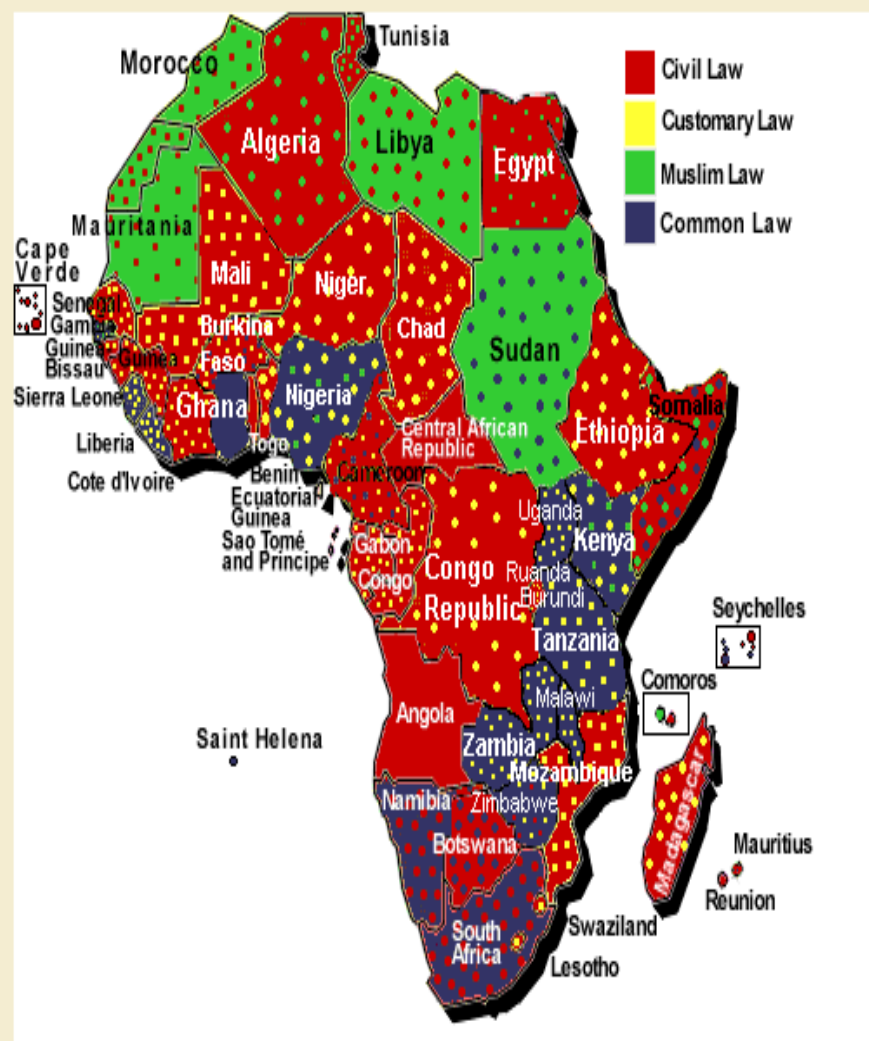 Tunisia
Morocco
Civil Law
Algeria
Libya
Customary Law
Egypt
Muslim Law
Mauritania
Common Law
Cape
Verde
Mali
Niger
Senegal
Gambia
Burkina
Chad
Guinea
Bissau
Guinea
Faso
Sudan
Sierra Leone
Ghana
Nigeria
Somalia
Liberia
Togo
Central African
Republic
Ethiopia
Cote d'Ivoire
Benin
Cameroon
Ecuatorial
Guinea
Uganda
Kenya
Sao Tomé
and Principe
Gabon
Congo
Congo
Republic
Ruanda
Burundi
Seychelles
Tanzania
Comoros
Malawi
Angola
Saint Helena
Zambia
Mozambique
Madagascar
Namibia
Zimbabwe
Botswana
Mauritius
Reunion
South
Africa
Swaziland
Lesotho